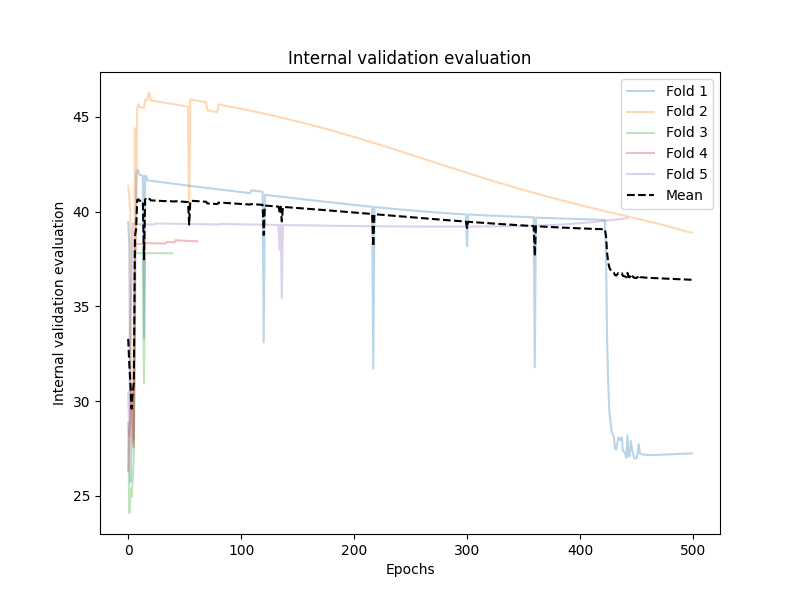 Internal validation evaluation
Internal validation evaluation
45
40
35
30
25
0
100
200
300
400
500
Epochs
Fold 1
Fold 2
Fold 3
Fold 4
Fold 5
Mean